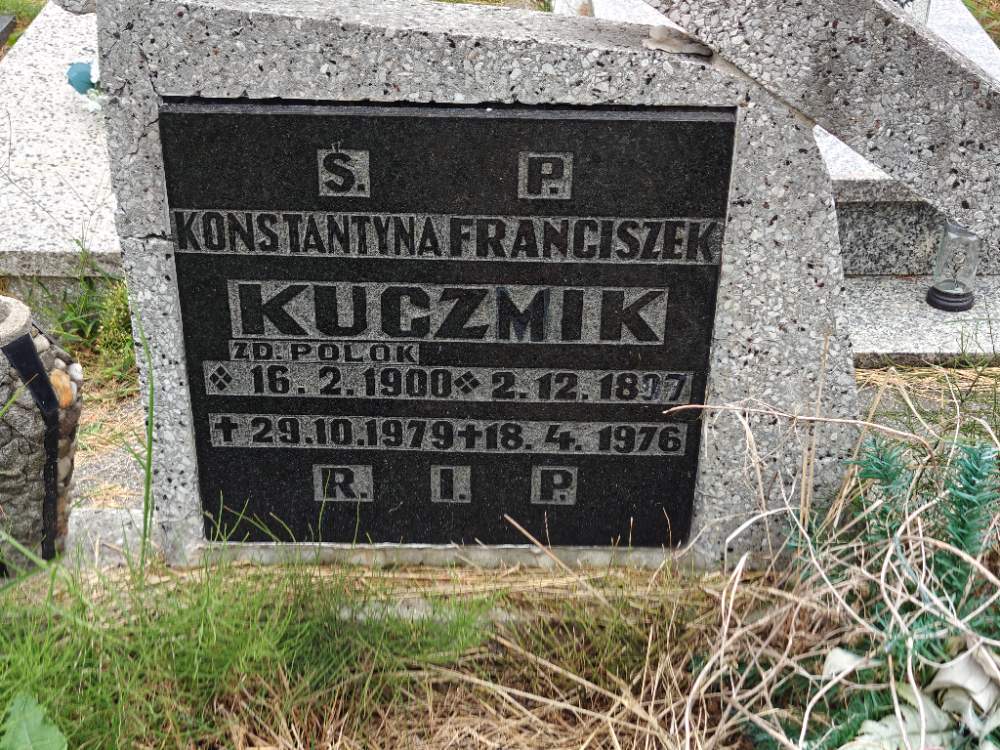 Ś. P.
KONSTANTYNA FRANCISZEK
KUCZMIK
ZD. POLOK
16. 2. 1900 2. 12. 1897
✝ 29.10.1979 ✝ 18. 4. 1976
R. I. P.